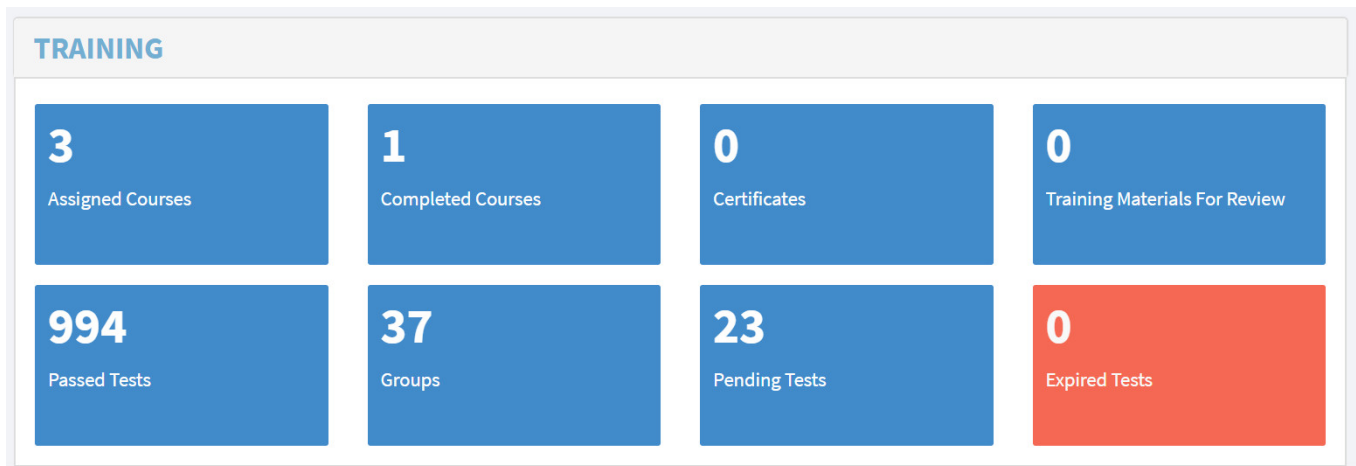 TRAINING
3
Assigned Courses
1
Completed Courses
0
Certificates
0
Training Materials For Review
994
Passed Tests
37
Groups
23
Pending Tests
0
Expired Tests